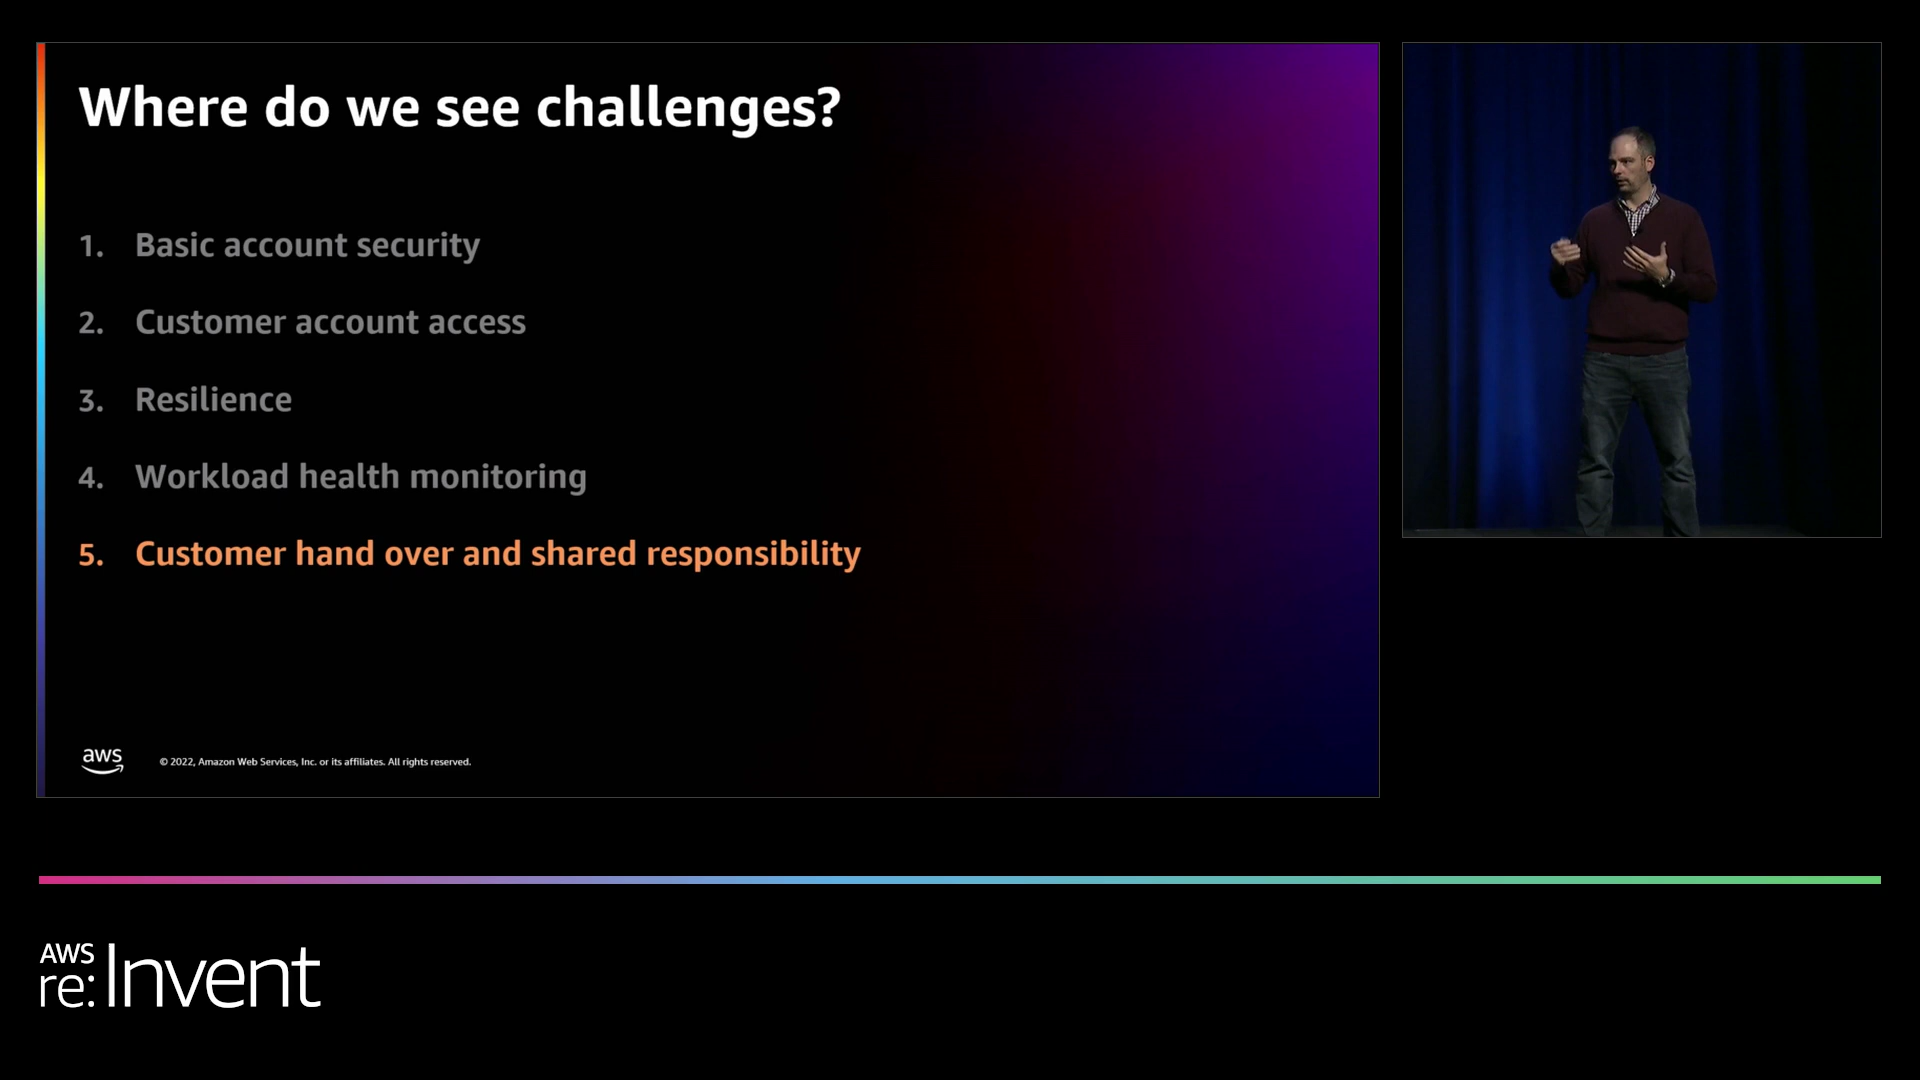 Where do we see challenges?
1. Basic account security
2. Customer account access
3. Resilience
4. Workload health monitoring
5. Customer hand over and shared responsibility
aws
© 2022, Amazon Web Services, Inc. or its affiliates. All rights reserved.
AWS
re:Invent